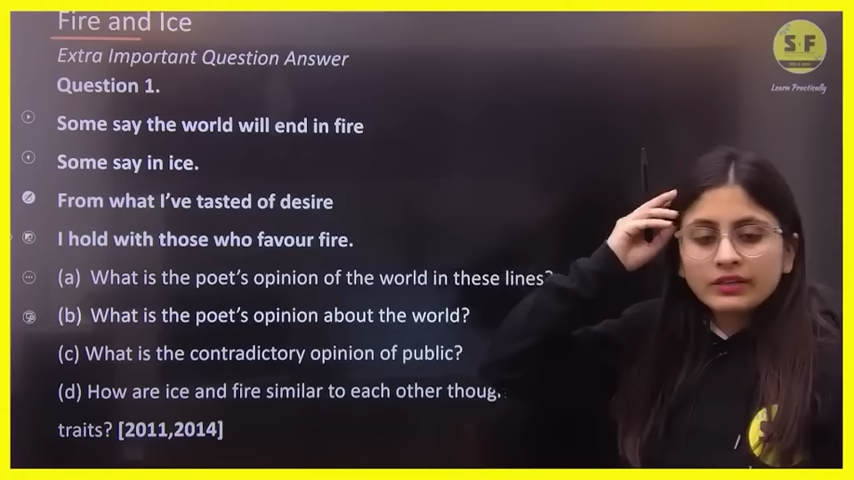 Fire and Ice
Extra Important Question Answer
Question 1.
Some say the world will end in fire
Some say in ice.
From what I've tasted of desire
I hold with those who favour fire.
(a) What is the poet's opinion of the world in these lines?
(b) What is the poet's opinion about the world?
(c) What is the contradictory opinion of public?
(d) How are ice and fire similar to each other thoug
traits? [2011,2014]
S F
Learn Practically